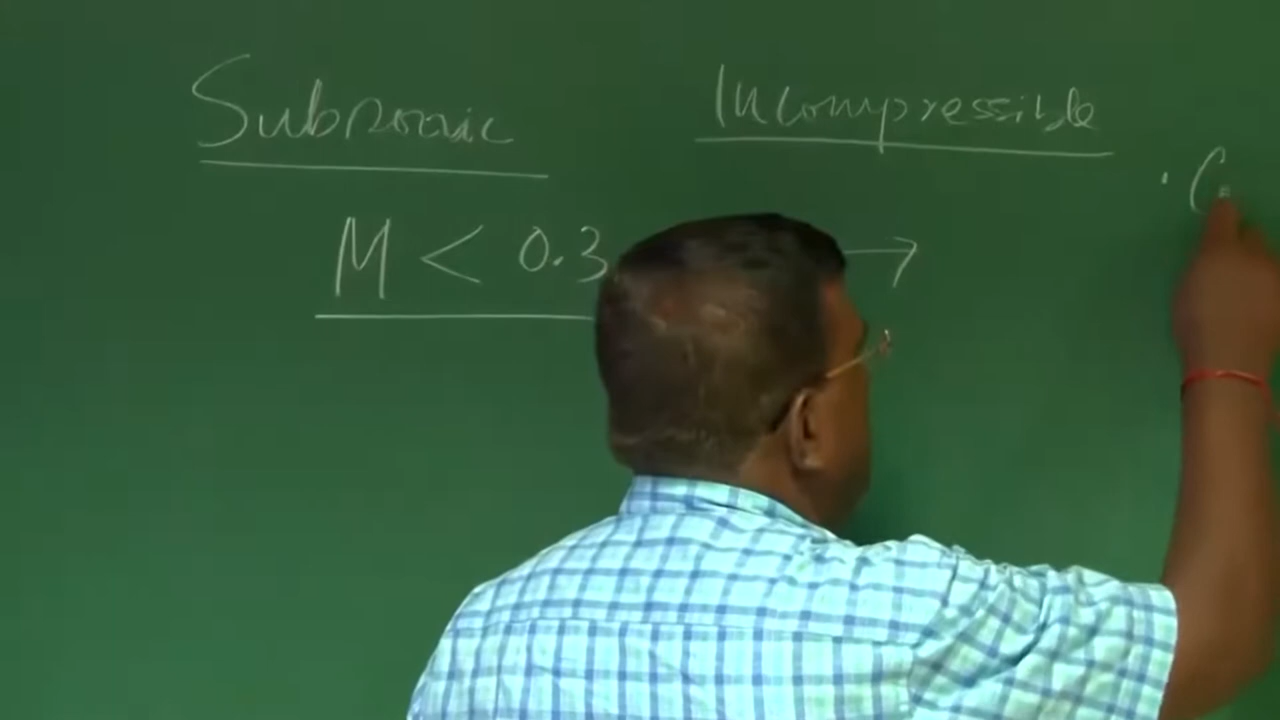 Subsonic Incompressible
M < 0.3 →